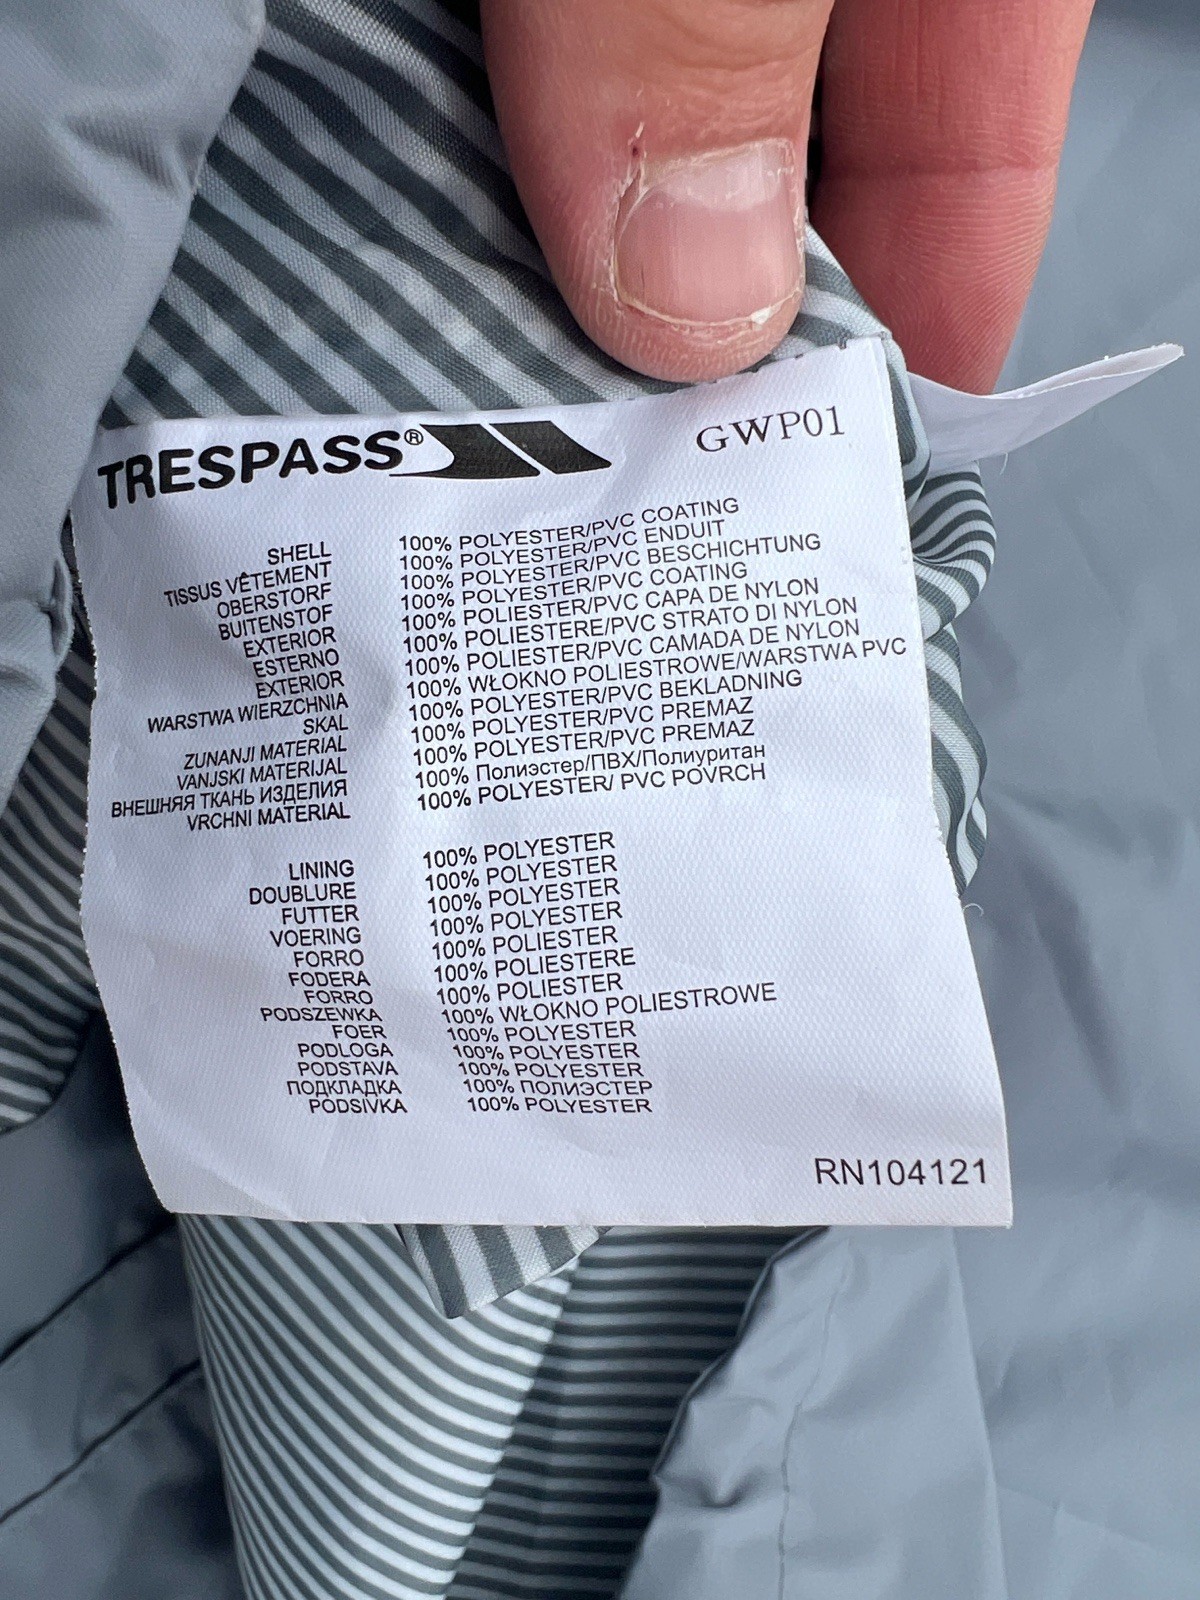 TRESPASS® GWP01
SHELL 100% POLYESTER/PVC COATING
TISSUS VÊTEMENT 100% POLYESTER/PVC ENDUIT
OBERSTORF 100% POLYESTER/PVC BESCHICHTUNG
BUITENSTOF 100% POLYESTER/PVC COATING
EXTERIOR 100% POLIESTER/PVC CAPA DE NYLON
ESTERNO 100% POLIESTERE/PVC STRATO DI NYLON
EXTERIOR 100% POLIESTER/PVC CAMADA DE NYLON
WARSTWA WIERZCHNIA 100% WŁOKNO POLIESTROWE/WARSTWA PVC
SKAL 100% POLYESTER/PVC BEKLADNING
ZUNANJI MATERIAL 100% POLYESTER/PVC PREMAZ
VANJSKI MATERIJAL 100% POLYESTER/PVC PREMAZ
ВНЕШНЯЯ ТКАНЬ ИЗДЕЛИЯ 100% Полиэстер/ПВХ/Полиуритан
VRCHNI MATERIAL 100% POLYESTER/ PVC POVRCH
LINING 100% POLYESTER
DOUBLURE 100% POLYESTER
FUTTER 100% POLYESTER
VOERING 100% POLYESTER
FORRO 100% POLIESTER
FODERA 100% POLIESTERE
FORRO 100% POLIESTER
PODSZEWKA 100% WŁOKNO POLIESTROWE
FOER 100% POLYESTER
PODLOGA 100% POLYESTER
PODSTAVA 100% POLYESTER
ПОДКЛАДКА 100% ПОЛИЭСТЕР
PODSIVKA 100% POLYESTER
RN104121